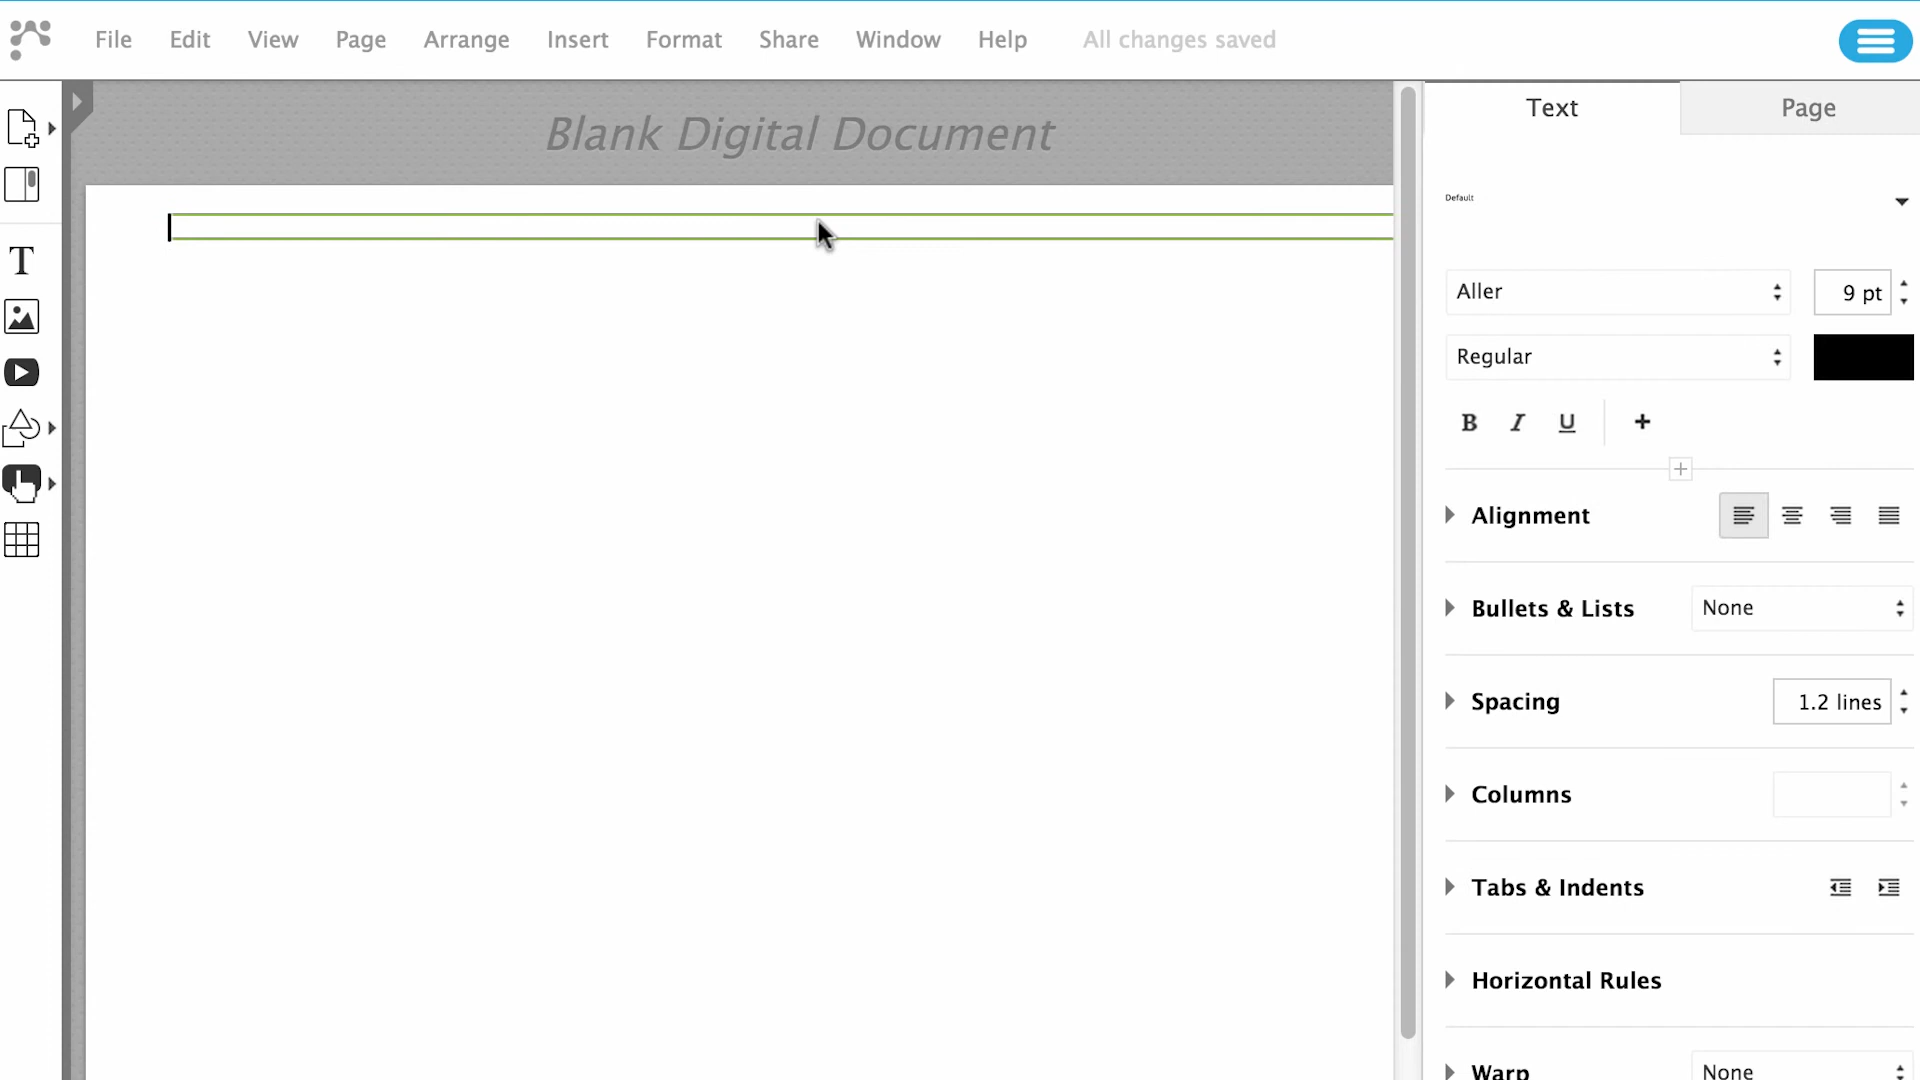 File Edit View Page Arrange Insert Format Share Window Help All changes saved
Blank Digital Document
Text Page
Default
Aller 9 pt
Regular
B I U +
Alignment
Bullets & Lists None
Spacing 1.2 lines
Columns
Tabs & Indents
Horizontal Rules
Warp None
T